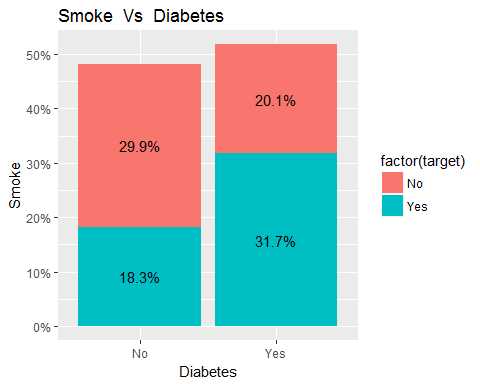 Smoke Vs Diabetes
50%
40%
30%
20%
10%
0%
Smoke
29.9%
18.3%
20.1%
31.7%
No
Yes
Diabetes
factor(target)
No
Yes